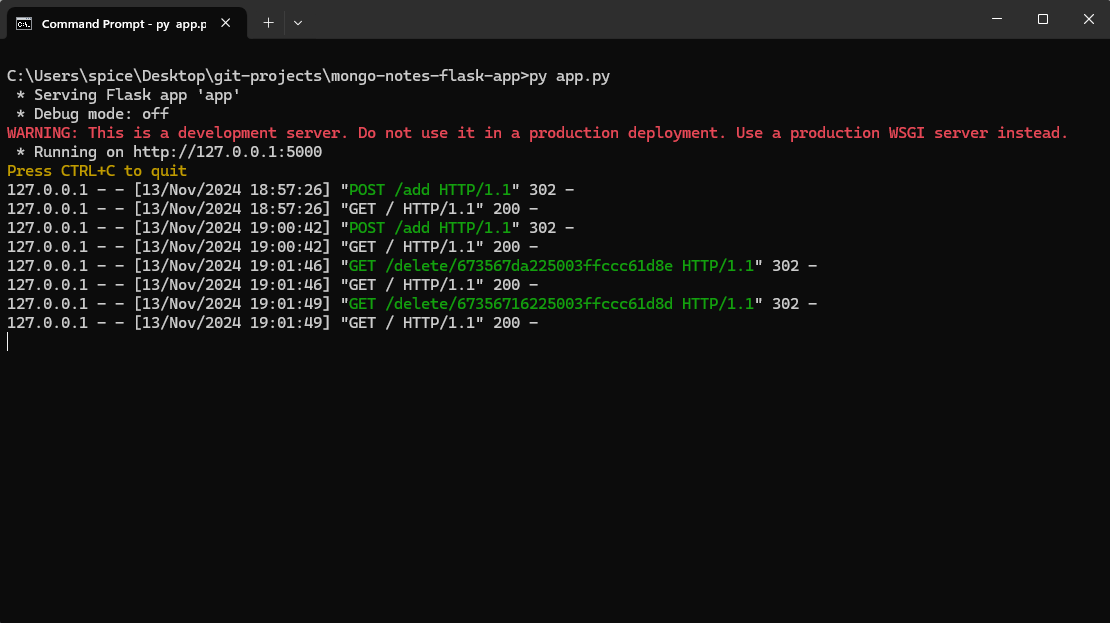 Command Prompt - py  app.p
C:\Users\spice\Desktop\git-projects\mongo-notes-flask-app>py app.py
 * Serving Flask app 'app'
 * Debug mode: off
WARNING: This is a development server. Do not use it in a production deployment. Use a production WSGI server instead.
 * Running on http://127.0.0.1:5000
Press CTRL+C to quit
127.0.0.1 - - [13/Nov/2024 18:57:26] "POST /add HTTP/1.1" 302 -
127.0.0.1 - - [13/Nov/2024 18:57:26] "GET / HTTP/1.1" 200 -
127.0.0.1 - - [13/Nov/2024 19:00:42] "POST /add HTTP/1.1" 302 -
127.0.0.1 - - [13/Nov/2024 19:00:42] "GET / HTTP/1.1" 200 -
127.0.0.1 - - [13/Nov/2024 19:01:46] "GET /delete/673567da225003ffccc61d8e HTTP/1.1" 302 -
127.0.0.1 - - [13/Nov/2024 19:01:46] "GET / HTTP/1.1" 200 -
127.0.0.1 - - [13/Nov/2024 19:01:49] "GET /delete/67356716225003ffccc61d8d HTTP/1.1" 302 -
127.0.0.1 - - [13/Nov/2024 19:01:49] "GET / HTTP/1.1" 200 -